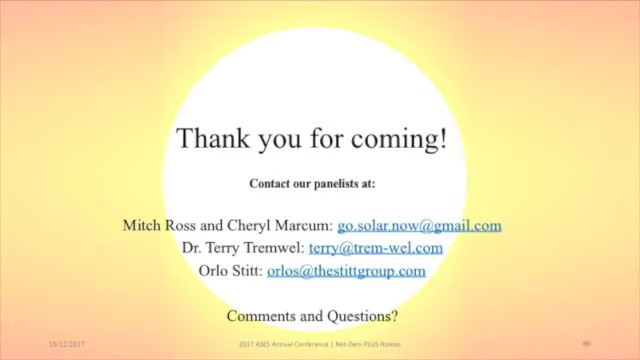 Thank you for coming!
Contact our panelists at:
Mitch Ross and Cheryl Marcum: go.solar.now@gmail.com
Dr. Terry Tremwel: terry@trem-wel.com
Orlo Stitt: orlos@thestittgroup.com
Comments and Questions?
10/12/2017 2017 ASES Annual Conference | Net-Zero PLUS Homes 86